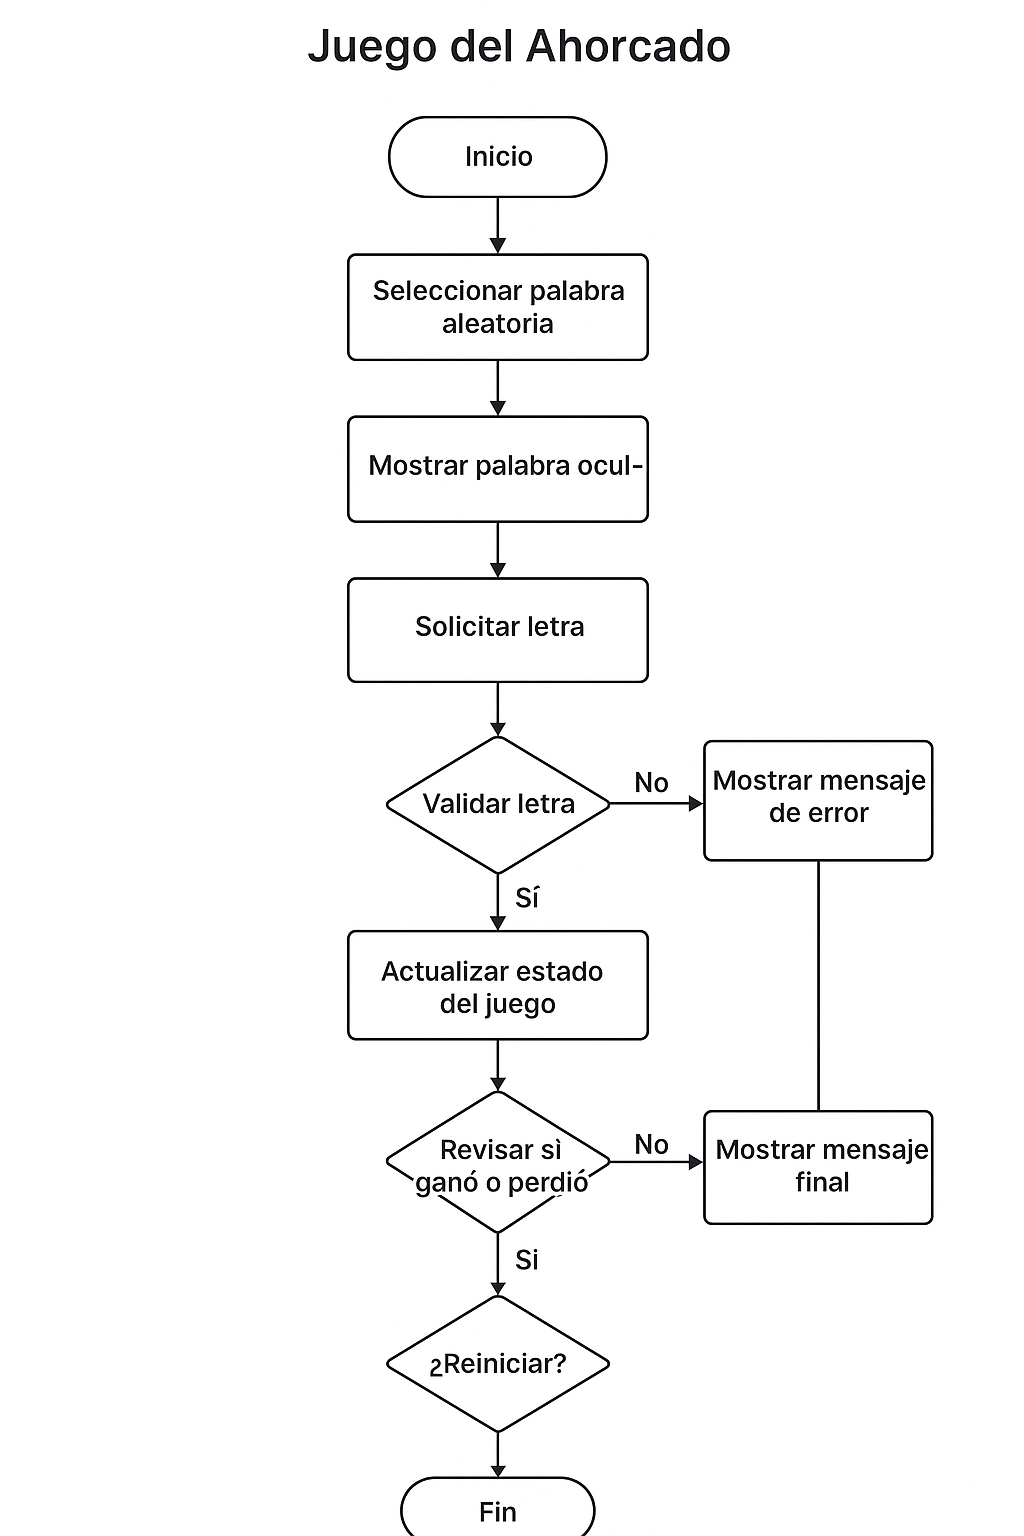 Juego del Ahorcado
Inicio
Seleccionar palabra
aleatoria
Mostrar palabra ocul-
Solicitar letra
Validar letra
No
Mostrar mensaje
de error
Sí
Actualizar estado
del juego
Revisar sì
ganó o perdió
No
Mostrar mensaje
final
Si
¿Reiniciar?
Fin